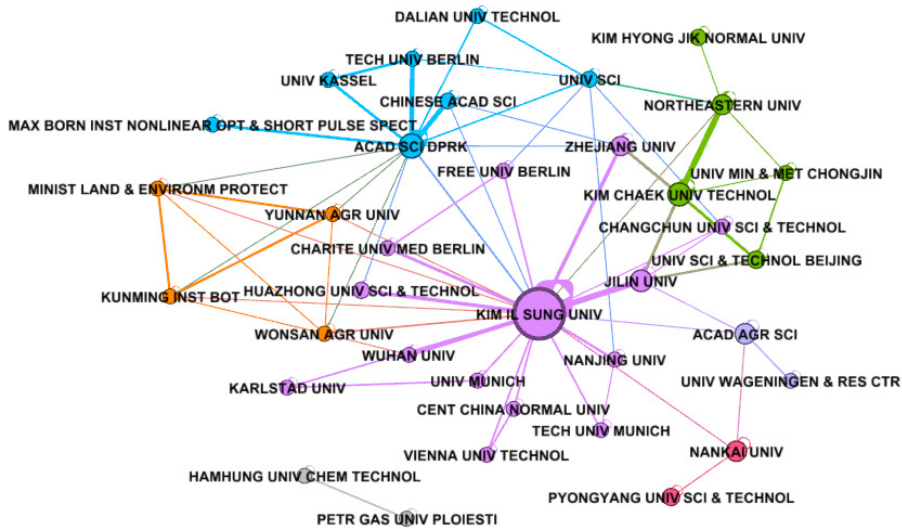 DALIAN UNIV TECHNOL
KIM HYONG JIK NORMAL UNIV
TECH UNIV BERLIN
UNIV KASSEL
UNIV SCI
CHINESE ACAD SCI
NORTHEASTERN UNIV
MAX BORN INST NONLINEAR OPT & SHORT PULSE SPECT
ACAD SCI DPRK
ZHEJIANG UNIV
FREE UNIV BERLIN
UNIV MIN & MET CHONGJIN
MINIST LAND & ENVIRONM PROTECT
KIM CHAEK UNIV TECHNOL
YUNNAN AGR UNIV
CHANGCHUN UNIV SCI & TECHNOL
CHARITE UNIV MED BERLIN
UNIV SCI & TECHNOL BEIJING
HUAZHONG UNIV SCI & TECHNOL
JILIN UNIV
KUNMING INST BOT
KIM IL SUNG UNIV
WONSAN AGR UNIV
ACAD AGR SCI
WUHAN UNIV
NANJING UNIV
KARLSTAD UNIV
UNIV MUNICH
UNIV WAGENINGEN & RES CTR
CENT CHINA NORMAL UNIV
TECH UNIV MUNICH
VIENNA UNIV TECHNOL
NANKAI UNIV
HAMHUNG UNIV CHEM TECHNOL
PYONGYANG UNIV SCI & TECHNOL
PETR GAS UNIV PLOIESTI